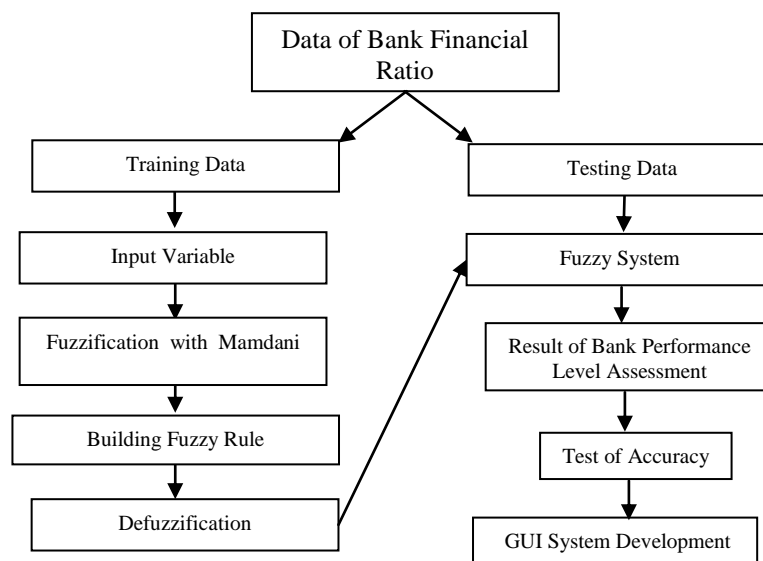 Data of Bank Financial
Ratio
Training Data
Input Variable
Fuzzification with Mamdani
Building Fuzzy Rule
Defuzzification
Testing Data
Fuzzy System
Result of Bank Performance
Level Assessment
Test of Accuracy
GUI System Development